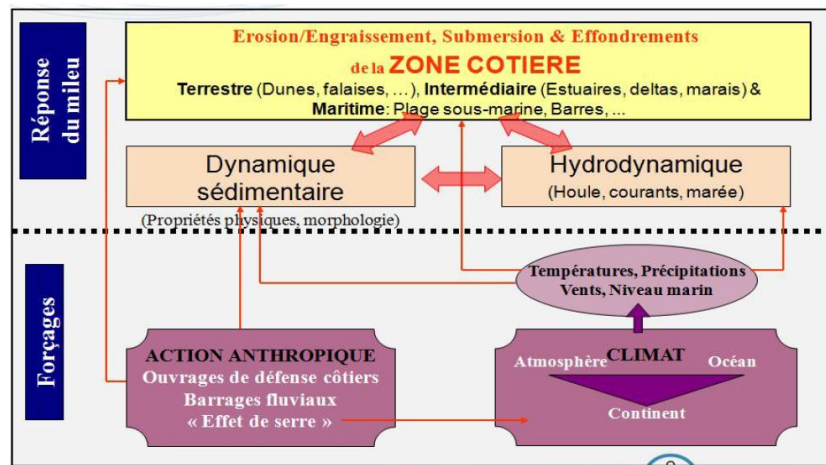 Réponse
du mileu
Erosion/Engraissement, Submersion & Effondrements
de la ZONE COTIERE
Terrestre (Dunes, falaises, ...), Intermédiaire (Estuaires, deltas, marais) &
Maritime: Plage sous-marine, Barres, ...
Dynamique
sédimentaire
(Propriétés physiques, morphologie)
Hydrodynamique
(Houle, courants, marée)
Forçages
Températures, Précipitations
Vents, Niveau marin
ACTION ANTHROPIQUE
Ouvrages de défense côtiers
Barrages fluviaux
« Effet de serre »
CLIMAT
Atmosphère
Océan
Continent